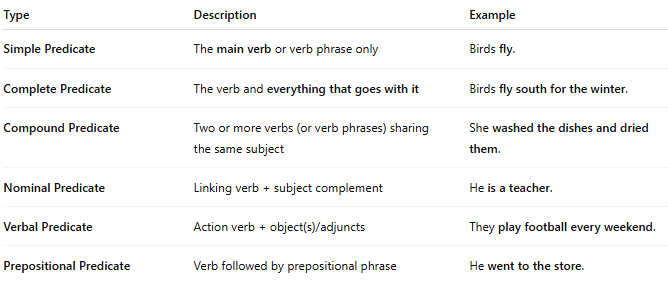 Type Description Example
Simple Predicate The main verb or verb phrase only Birds fly.
Complete Predicate The verb and everything that goes with it Birds fly south for the winter.
Compound Predicate Two or more verbs (or verb phrases) sharing the same subject She washed the dishes and dried them.
Nominal Predicate Linking verb + subject complement He is a teacher.
Verbal Predicate Action verb + object(s)/adjuncts They play football every weekend.
Prepositional Predicate Verb followed by prepositional phrase He went to the store.